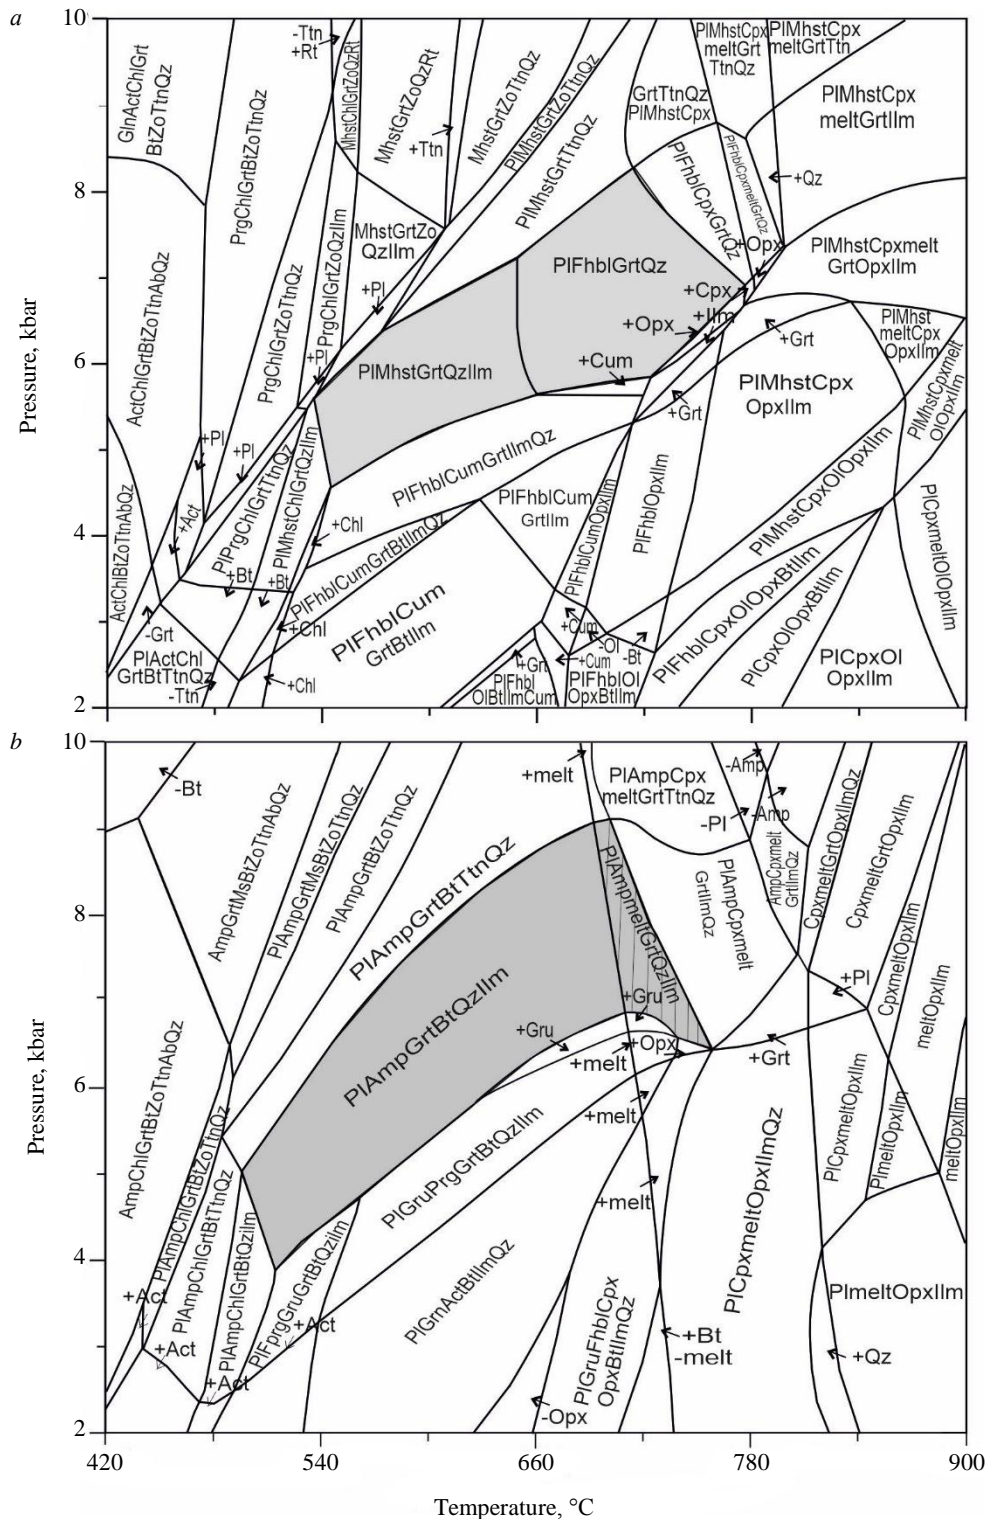 a
10
8
6
4
2
Pressure, kbar
GlnActChlGrt
BtZoTtnQz
PrgChlGrtBtZoTtnQz
-Ttn
+Rt
MhstChlGrtZoQzRt
MhstGrtZoQzRt
+Ttn
MhstGrtZoTtnQz
PlMhstGrtZoTtnQz
PlMhstGrtTtnQz
GrtTtnQz
PlMhstCpx
PlMhstCpx
meltGrt
TtnQz
PlMhstCpx
meltGrtTtn
PlMhstCpx
meltGrtIlm
+Qz
PlFhblCpxGrtQz
PlFhblCpxmeltGrtQz
ActChlGrtBtZoTtnAbQz
PrgChlGrtZoTtnQz
PrgChlGrtZoQzIlm
MhstGrtZo
QzIlm
+Pl
+Pl
PlFhblGrtQz
+Opx
+Cpx
+Ilm
+Opx
PlMhstCpxmelt
GrtOpxIlm
+Grt
PlMhst
meltCpx
OpxIlm
PlMhstCpxmelt
OlOpxIlm
PlMhstGrtQzIlm
+Cum
+Grt
PlMhstCpx
OpxIlm
+Pl
+Pl
+Act
PlPrgChlGrtTtnQz
PlMhstChlGrtQzIlm
+Bt
+Bt
+Chl
PlFhblCumGrtIlmQz
PlFhblCumGrtBtIlmQz
PlFhblCum
GrtIlm
PlFhblCumOpxIlm
PlFhblOpxIlm
PlMhstCpxOlOpxIlm
PlCpxmeltOlOpxIlm
ActChlBtZoTtnAbQz
-Grt
PlActChl
GrtBtTtnQz
-Ttn
+Chl
+Chl
PlFhblCum
GrtBtIlm
+Grt
PlFhbl
OlBtIlmCum
+Cum
-Ol
-Bt
+Cum
PlFhblOl
OpxBtIlm
PlFhblCpxOlOpxBtIlm
PlCpxOlOpxBtIlm
PlCpxOl
OpxIlm
b
10
8
6
4
2
Pressure, kbar
-Bt
AmpGrtMsBtZoTtnAbQz
PlAmpGrtMsBtZoTtnQz
PlAmpGrtBtZoTtnQz
PlAmpGrtBtTtnQz
+melt
PlAmpCpx
meltGrtTtnQz
-Amp
-Pl
-Amp
AmpCpxmelt
GrtIlmQz
CpxmeltGrtOpxIlmQz
CpxmeltGrtOpxIlm
PlAmpmeltGrtQzIlm
PlAmpCpxmelt
GrtIlmQz
CpxmeltOpxIlm
meltOpxIlm
+Pl
PlAmpGrtBtQzIlm
+Gru
+Gru
+melt
+Opx
+Grt
+melt
+melt
AmpChlGrtBtZoTtnAbQz
PlAmpChlGrtBtZoTtnQz
PlAmpChlGrtBtTtnQz
PlAmpChlGrtBtQzIlm
PlFprgGruGrtBtQzIlm
PlGruPrgGrtBtQzIlm
+Act
+Act
+Act
+Act
PlGrnActBtIlmQz
PlGruFhblCpx
OpxBtIlmQz
-Opx
+Bt
-melt
PlCpxmeltOpxIlmQz
PlCpxmeltOpxIlm
PlmeltOpxIlm
meltOpxIlm
PlmeltOpxIlm
+Qz
420
540
660
780
900
Temperature, °C